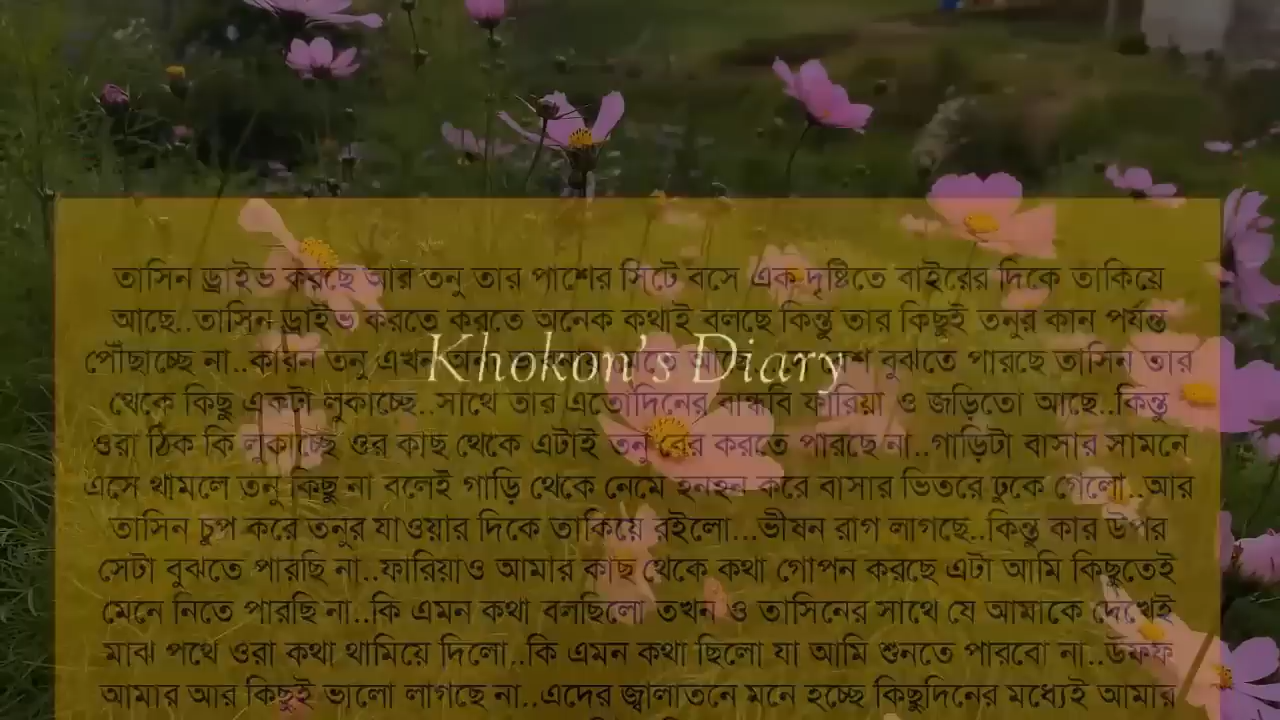 তাসিন ড্রাইভ করছে আর তনু তার পাশের সিটে বসে এক দৃষ্টিতে বাইরের দিকে তাকিয়ে
আছে..তাসিন ড্রাইভ করতে করতে অনেক কথাই বলছে কিন্তু তার কিছুই তনুর কান পর্যন্ত
Khokon's Diary
পৌঁছাচ্ছে না..কারন তনু এখন বুঝতে পারছে তাসিন তার
থেকে কিছু একটা লুকাচ্ছে..সাথে তার এতোদিনের বান্ধবি ফারিয়া ও জড়িতো আছে..কিন্তু
ওরা ঠিক কি লুকাচ্ছে ওর কাছ থেকে এটাই তনু বের করতে পারছে না..গাড়িটা বাসার সামনে
এসে থামলে তনু কিছু না বলেই গাড়ি থেকে নেমে হনহন করে বাসার ভিতরে ঢুকে গেলো..আর
তাসিন চুপ করে তনুর যাওয়ার দিকে তাকিয়ে রইলো...ভীষন রাগ লাগছে..কিন্তু কার উপর
সেটা বুঝতে পারছি না..ফারিয়াও আমার কাছ থেকে কথা গোপন করছে এটা আমি কিছুতেই
মেনে নিতে পারছি না..কি এমন কথা বলছিলো তখন ও তাসিনের সাথে যে আমাকে দেখেই
মাঝ পথে ওরা কথা থামিয়ে দিলো..কি এমন কথা ছিলো যা আমি শুনতে পারবো না..উফফ
আমার আর কিছুই ভালো লাগছে না..এদের জ্বালাতনে মনে হচ্ছে কিছুদিনের মধ্যেই আমার